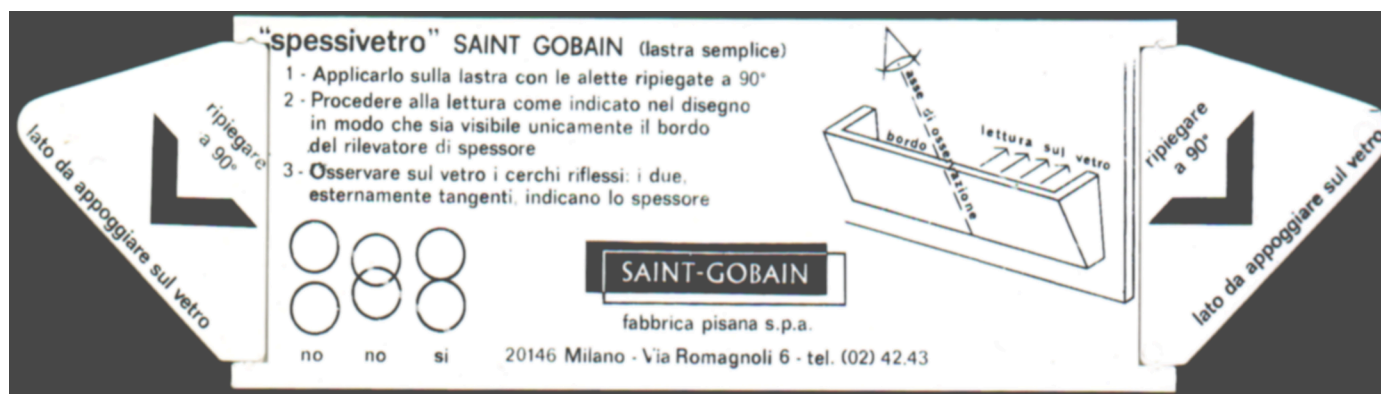 "spessivetro" SAINT GOBAIN (lastra semplice)
1 - Applicarlo sulla lastra con le alette ripiegate a 90°
2 - Procedere alla lettura come indicato nel disegno
in modo che sia visibile unicamente il bordo
del rilevatore di spessore
3 - Osservare sul vetro i cerchi riflessi: i due,
esternamente tangenti, indicano lo spessore
no no si
SAINT-GOBAIN
fabbrica pisana s.p.a.
20146 Milano - Via Romagnoli 6 - tel. (02) 42.43
ripiegare
a 90°
lato da appoggiare sul vetro
asse di osservazione
bordo
lettura sul vetro
ripiegare
a 90°
lato da appoggiare sul vetro